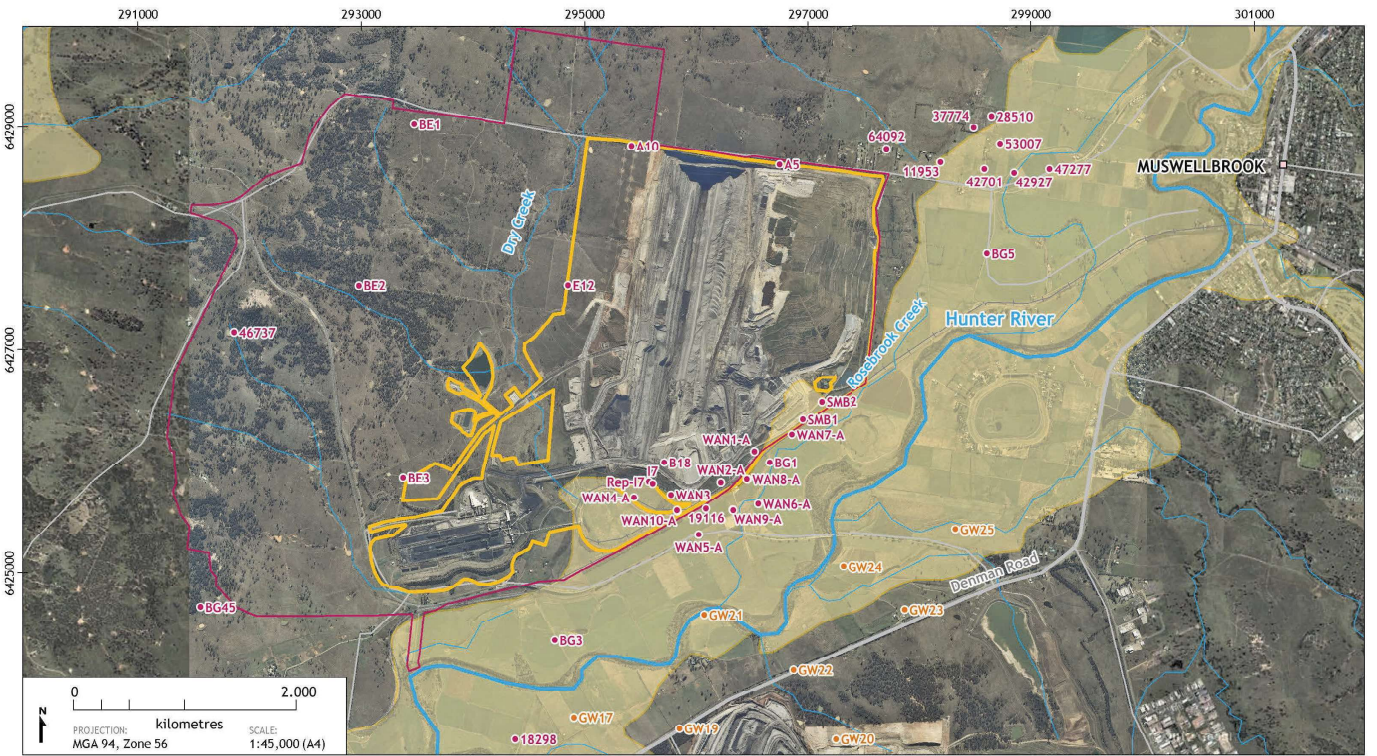 291000
293000
295000
297000
299000
301000
6429000
6427000
6425000
BE1
A10
A5
37774
28510
64092
53007
11953
42701
42927
47277
MUSWELLBROOK
Dry Creek
BG5
BE2
E12
46737
Rosebrook Creek
Hunter River
SMB2
SMB1
WAN7-A
WAN1-A
B18
BG1
I7
WAN2-A
BE3
Rep-I7
WAN8-A
WAN4-A
WAN3
WAN6-A
WAN10-A
19116
WAN9-A
GW25
WAN5-A
GW24
Denman Road
BG45
GW23
GW21
BG3
GW22
GW17
GW19
18298
GW20
0
2.000
kilometres
N
PROJECTION:
SCALE:
MGA 94, Zone 56
1:45,000 (A4)